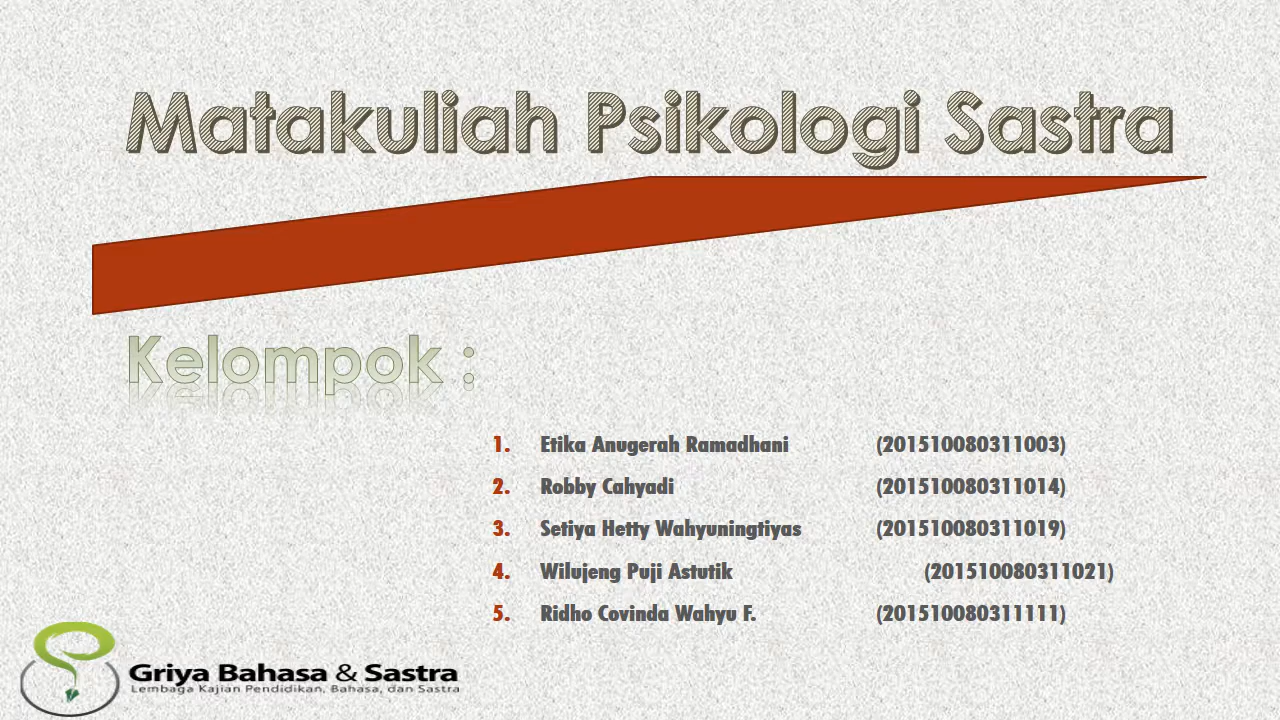 Matakuliah Psikologi Sastra
Kelompok :
1. Etika Anugerah Ramadhani (201510080311003)
2. Robby Cahyadi (201510080311014)
3. Setiya Hetty Wahyuningtiyas (201510080311019)
4. Wilujeng Puji Astutik (201510080311021)
5. Ridho Covinda Wahyu F. (201510080311111)
Griya Bahasa & Sastra
Lembaga Kajian Pendidikan, Bahasa, dan Sastra